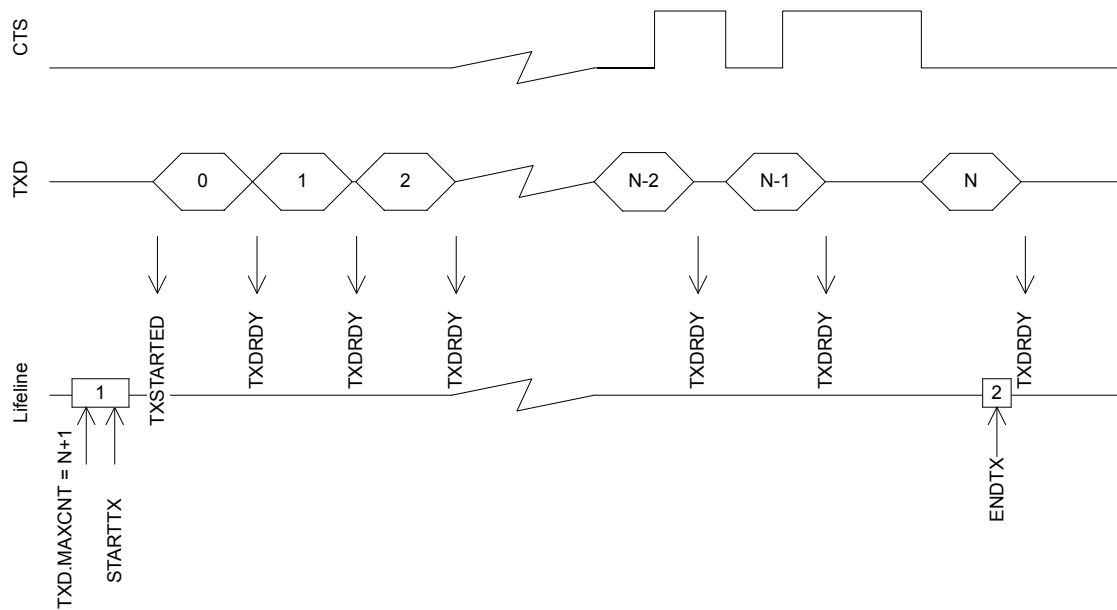 CTS
TXD
0
1
2
N-2
N-1
N
TXSTARTED
TXDRDY
TXDRDY
TXDRDY
TXDRDY
TXDRDY
TXDRDY
Lifeline
1
2
TXD.MAXCNT = N+1
STARTTX
ENDTX